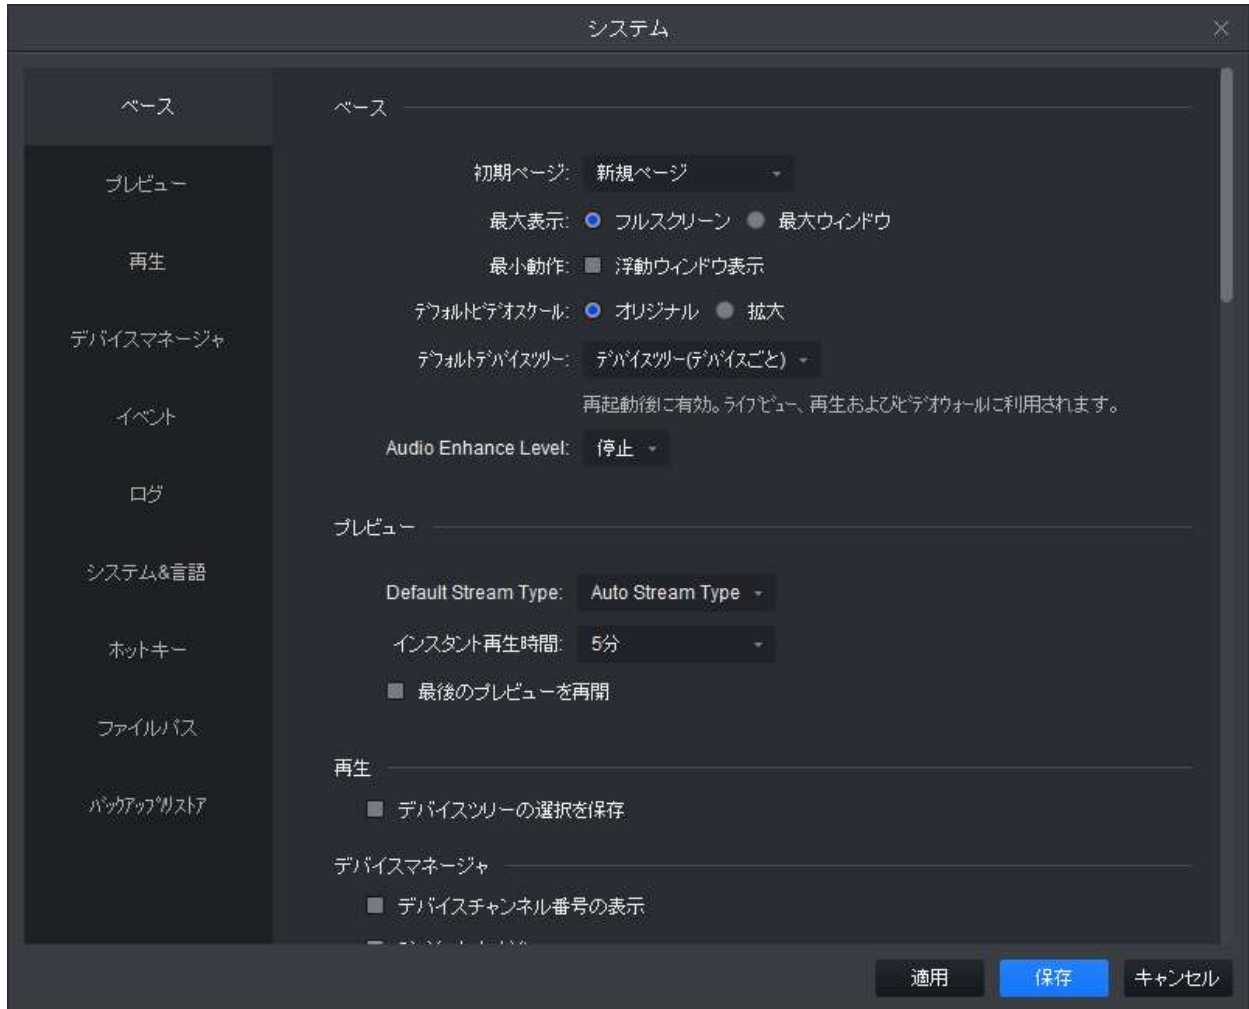 システム
ベース
プレビュー
再生
デバイスマネージャ
イベント
ログ
システム&言語
ホットキー
ファイルパス
ﾊﾞｯｸｱｯﾌﾟ/ﾘｽﾄｱ
ベース
初期ページ: 新規ページ
最大表示: フルスクリーン 最大ウィンドウ
最小動作: 浮動ウィンドウ表示
ﾃﾞﾌｫﾙﾄﾋﾞﾃﾞｵｽｹｰﾙ: オリジナル 拡大
ﾃﾞﾌｫﾙﾄﾃﾞﾊﾞｲｽﾂﾘｰ: ﾃﾞﾊﾞｲｽﾂﾘｰ(ﾃﾞﾊﾞｲｽごと)
再起動後に有効。ﾗｲﾌﾞﾋﾞｭｰ、再生およびﾋﾞﾃﾞｵｳｫｰﾙに利用されます。
Audio Enhance Level: 停止
プレビュー
Default Stream Type: Auto Stream Type
インスタント再生時間: 5分
最後のプレビューを再開
再生
デバイスツリーの選択を保存
デバイスマネージャ
デバイスチャンネル番号の表示
適用 保存 キャンセル